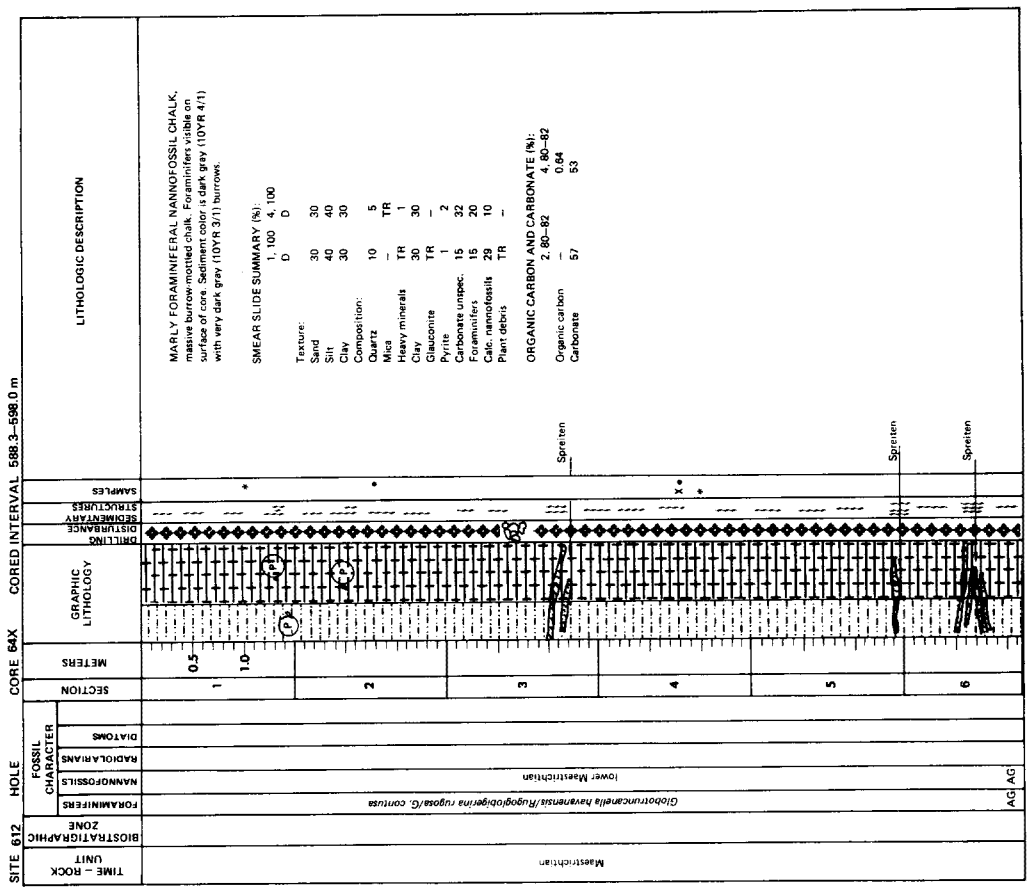 SITE 612 HOLE CORE 64X CORED INTERVAL 588.3–598.0 m
TIME – ROCK UNIT
BIOSTRATIGRAPHIC ZONE
FOSSIL CHARACTER
FORAMINIFERS
NANNOFOSSILS
RADIOLARIANS
DIATOMS
SECTION
METERS
GRAPHIC LITHOLOGY
DRILLING DISTURBANCE
SEDIMENTARY STRUCTURES
SAMPLES
LITHOLOGIC DESCRIPTION
Maestrichtian
Globotruncanella havanensis/Rugoglobigerina rugosa/G. contusa
lower Maestrichtian
AG
AG
1
2
3
4
5
6
0.5
1.0
P
P
P
*
*
X
*
*
Spreiten
Spreiten
Spreiten
MARLY FORAMINIFERAL NANNOFOSSIL CHALK,
massive burrow-mottled chalk. Foraminifers visible on
surface of core. Sediment color is dark gray (10YR 4/1)
with very dark gray (10YR 3/1) burrows.
SMEAR SLIDE SUMMARY (%):
1, 100 4, 100
D D
Texture:
Sand 30 30
Silt 40 40
Clay 30 30
Composition:
Quartz 10 5
Mica – TR
Heavy minerals TR 1
Clay 30 30
Glauconite TR –
Pyrite 1 2
Carbonate unspec. 15 32
Foraminifers 15 20
Calc. nannofossils 29 10
Plant debris TR –
ORGANIC CARBON AND CARBONATE (%):
2, 80–82 4, 80–82
Organic carbon – 0.64
Carbonate 57 53